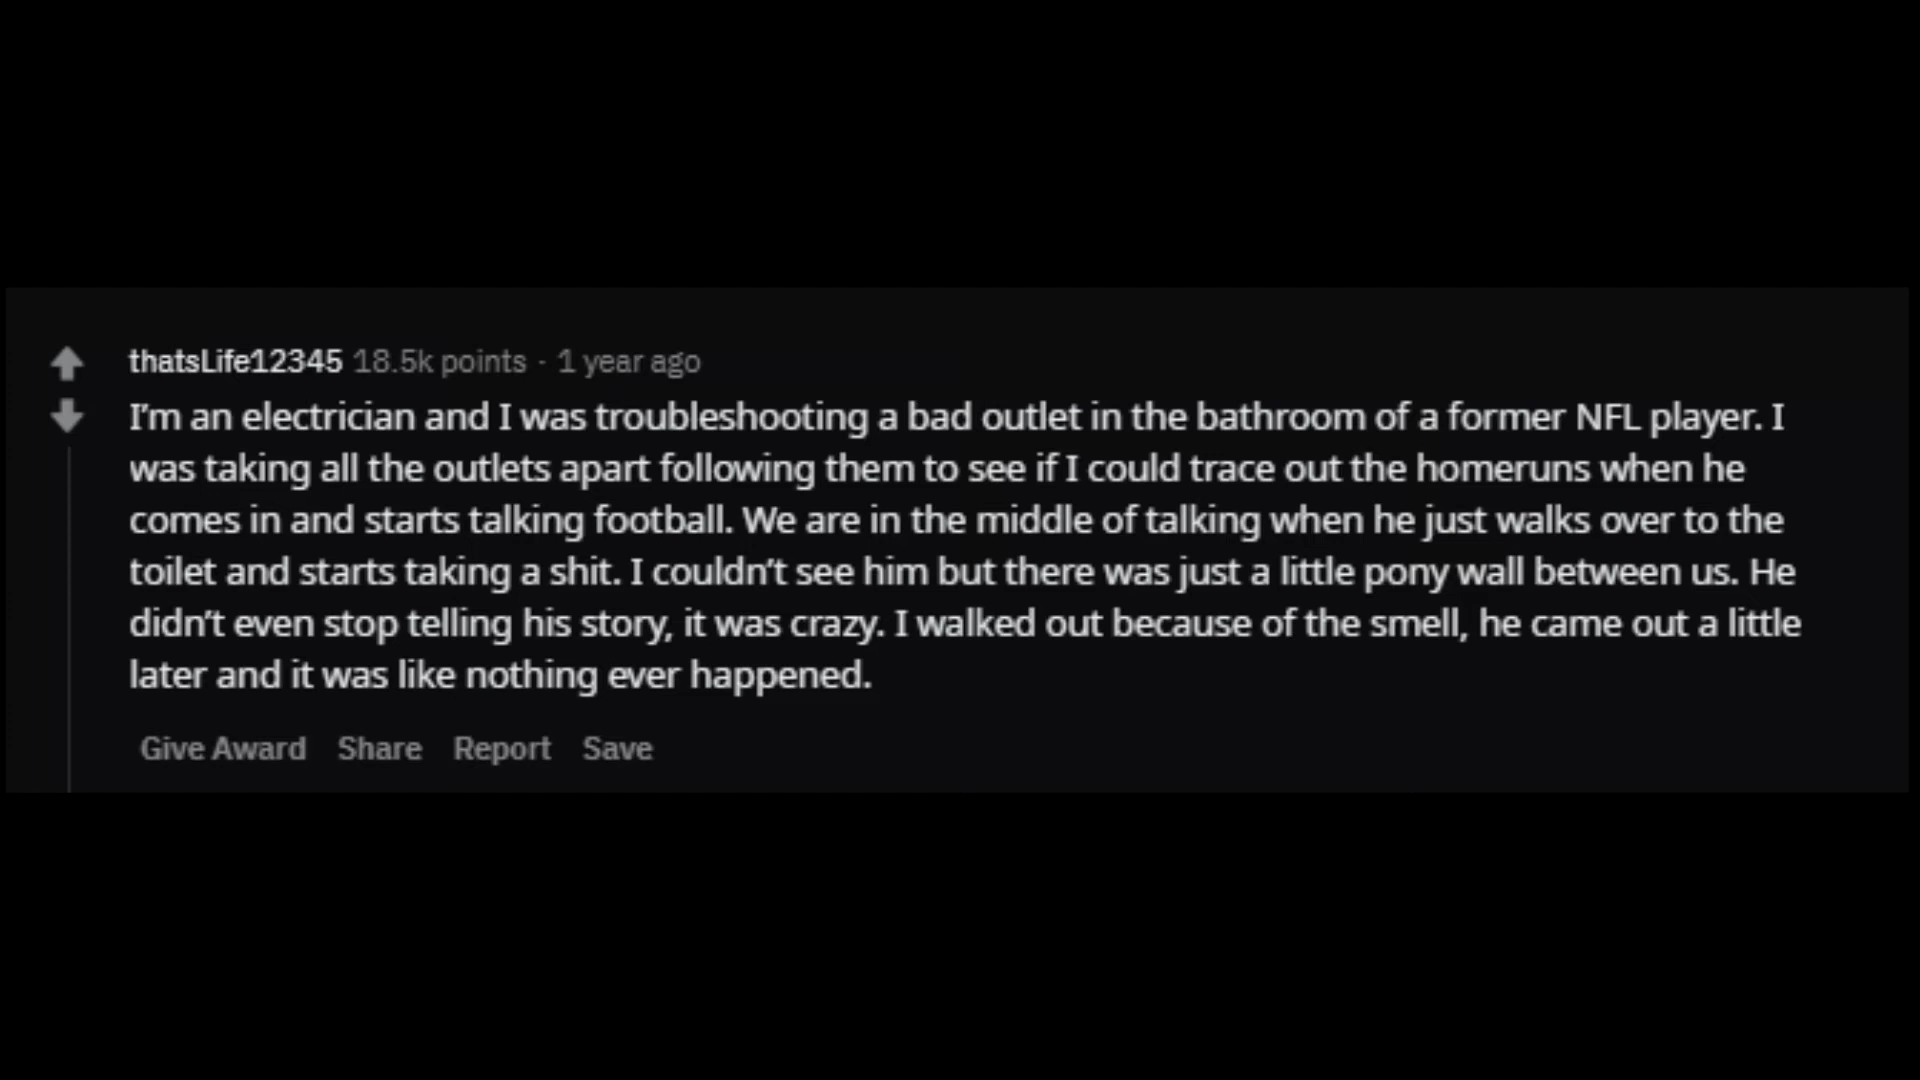 thatsLife12345 18.5k points · 1 year ago
I’m an electrician and I was troubleshooting a bad outlet in the bathroom of a former NFL player. I
was taking all the outlets apart following them to see if I could trace out the homeruns when he
comes in and starts talking football. We are in the middle of talking when he just walks over to the
toilet and starts taking a shit. I couldn’t see him but there was just a little pony wall between us. He
didn’t even stop telling his story, it was crazy. I walked out because of the smell, he came out a little
later and it was like nothing ever happened.
Give Award Share Report Save